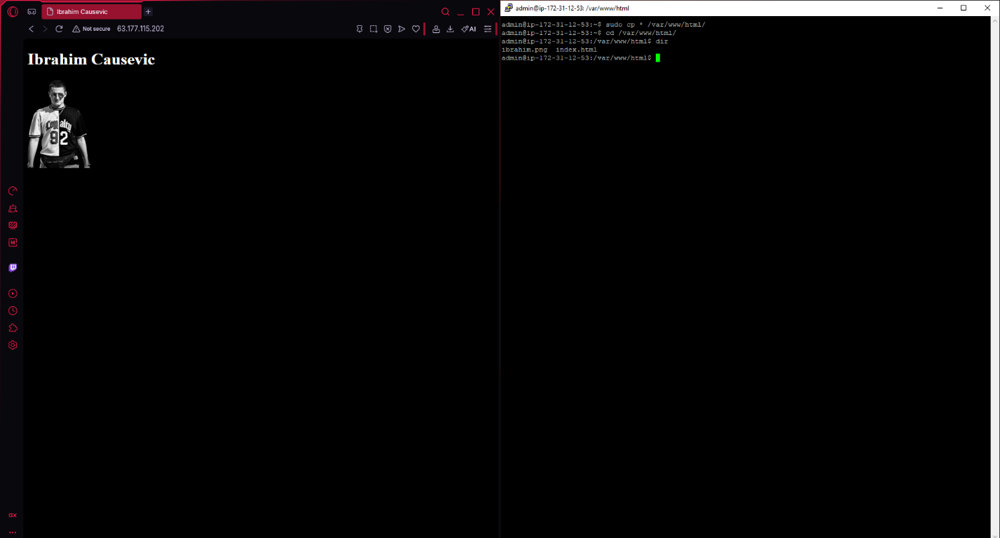 Ibrahim Causevic
Not secure
63.177.115.202
AI
Ibrahim Causevic
Loyalty
92
M
GX
admin@ip-172-31-12-53: /var/www/html
admin@ip-172-31-12-53:~$ sudo cp * /var/www/html/
admin@ip-172-31-12-53:~$ cd /var/www/html/
admin@ip-172-31-12-53:/var/www/html$ dir
ibrahim.png  index.html
admin@ip-172-31-12-53:/var/www/html$